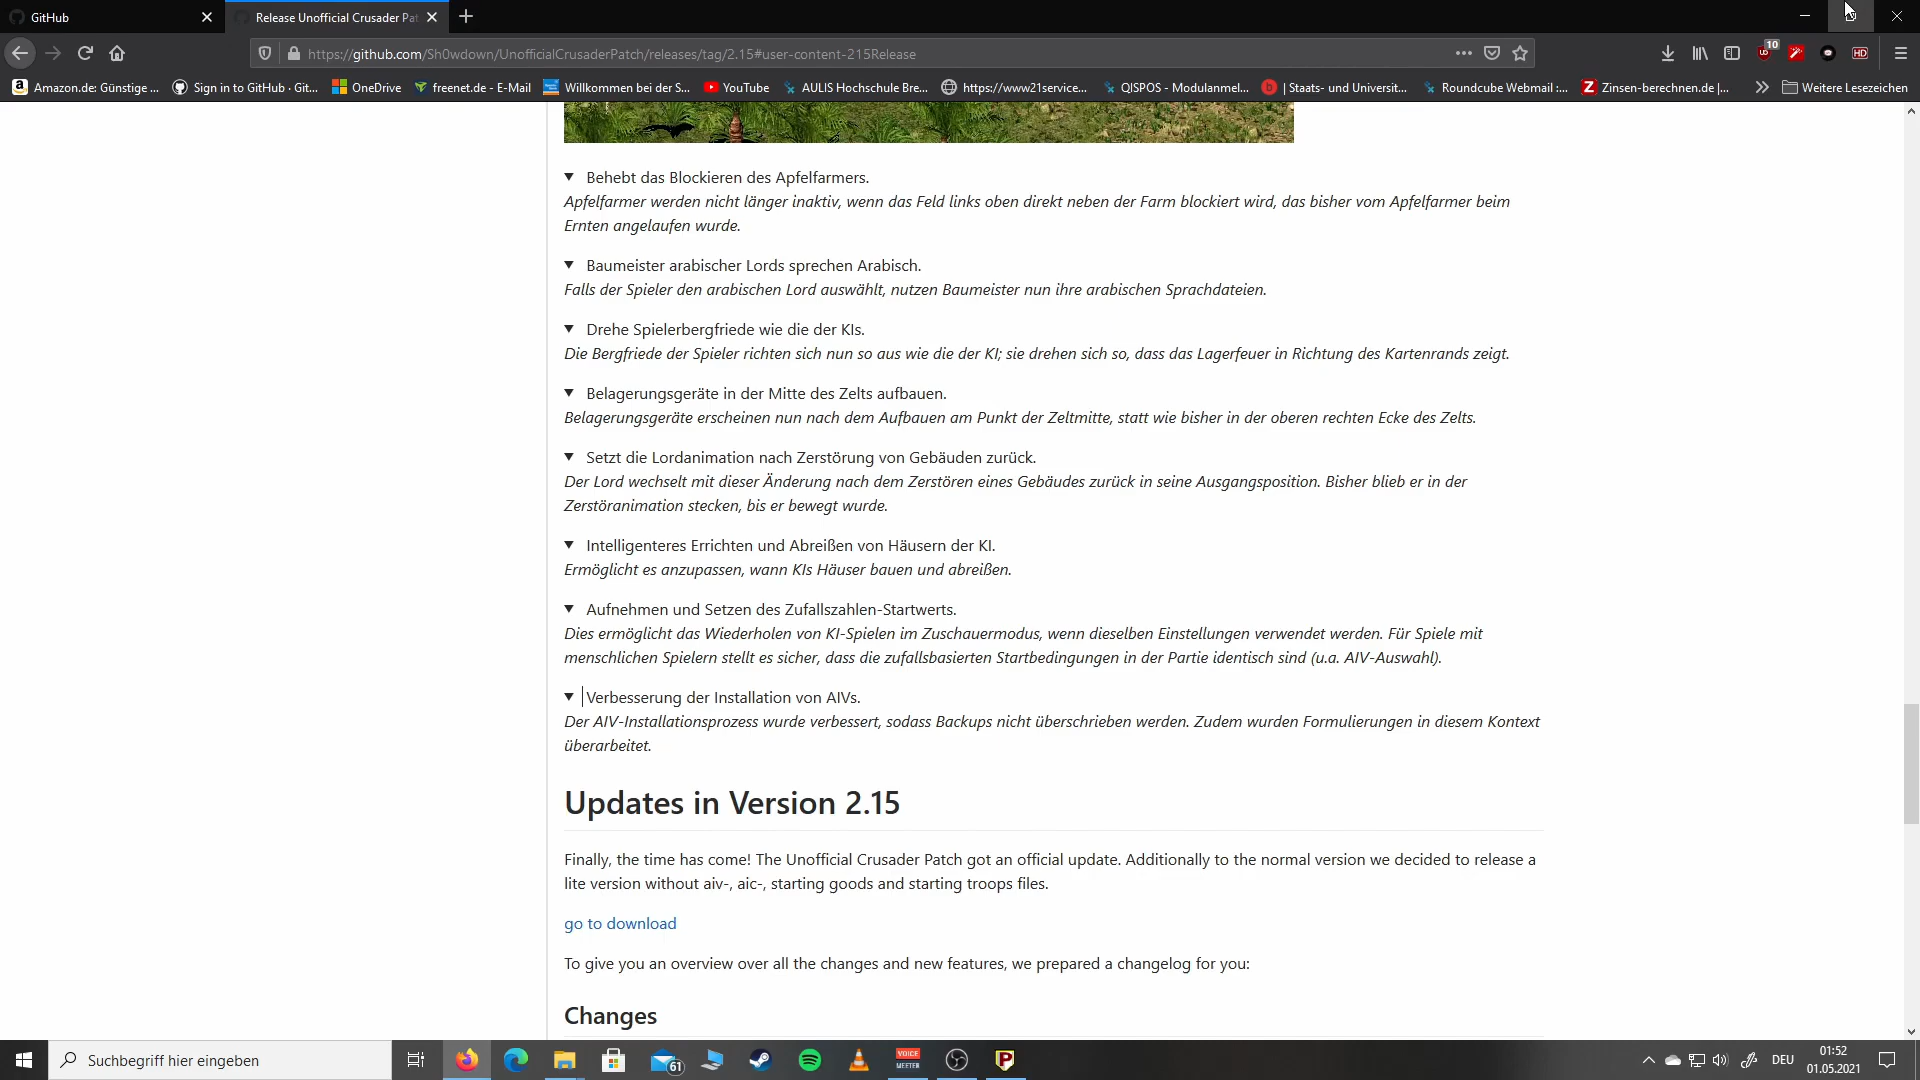 GitHub
Release Unofficial Crusader Pat
https://github.com/Sh0wdown/UnofficialCrusaderPatch/releases/tag/2.15#user-content-215Release
10
HD
Amazon.de: Günstige ...
Sign in to GitHub · Git...
OneDrive
freenet.de - E-Mail
Willkommen bei der S...
YouTube
AULIS Hochschule Bre...
https://www21service...
QISPOS - Modulanmel...
| Staats- und Universit...
Roundcube Webmail :...
Zinsen-berechnen.de |...
Weitere Lesezeichen
Behebt das Blockieren des Apfelfarmers.
Apfelfarmer werden nicht länger inaktiv, wenn das Feld links oben direkt neben der Farm blockiert wird, das bisher vom Apfelfarmer beim
Ernten angelaufen wurde.
Baumeister arabischer Lords sprechen Arabisch.
Falls der Spieler den arabischen Lord auswählt, nutzen Baumeister nun ihre arabischen Sprachdateien.
Drehe Spielerbergfriede wie die der KIs.
Die Bergfriede der Spieler richten sich nun so aus wie die der KI; sie drehen sich so, dass das Lagerfeuer in Richtung des Kartenrands zeigt.
Belagerungsgeräte in der Mitte des Zelts aufbauen.
Belagerungsgeräte erscheinen nun nach dem Aufbauen am Punkt der Zeltmitte, statt wie bisher in der oberen rechten Ecke des Zelts.
Setzt die Lordanimation nach Zerstörung von Gebäuden zurück.
Der Lord wechselt mit dieser Änderung nach dem Zerstören eines Gebäudes zurück in seine Ausgangsposition. Bisher blieb er in der
Zerstöranimation stecken, bis er bewegt wurde.
Intelligenteres Errichten und Abreißen von Häusern der KI.
Ermöglicht es anzupassen, wann KIs Häuser bauen und abreißen.
Aufnehmen und Setzen des Zufallszahlen-Startwerts.
Dies ermöglicht das Wiederholen von KI-Spielen im Zuschauermodus, wenn dieselben Einstellungen verwendet werden. Für Spiele mit
menschlichen Spielern stellt es sicher, dass die zufallsbasierten Startbedingungen in der Partie identisch sind (u.a. AIV-Auswahl).
Verbesserung der Installation von AIVs.
Der AIV-Installationsprozess wurde verbessert, sodass Backups nicht überschrieben werden. Zudem wurden Formulierungen in diesem Kontext
überarbeitet.
Updates in Version 2.15
Finally, the time has come! The Unofficial Crusader Patch got an official update. Additionally to the normal version we decided to release a
lite version without aiv-, aic-, starting goods and starting troops files.
go to download
To give you an overview over all the changes and new features, we prepared a changelog for you:
Changes
Suchbegriff hier eingeben
61
VOICE
MEETER
DEU
01:52
01.05.2021